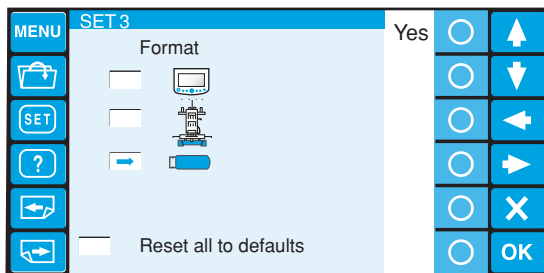 MENU
SET 3
Yes
Format
SET
?
Reset all to defaults
OK